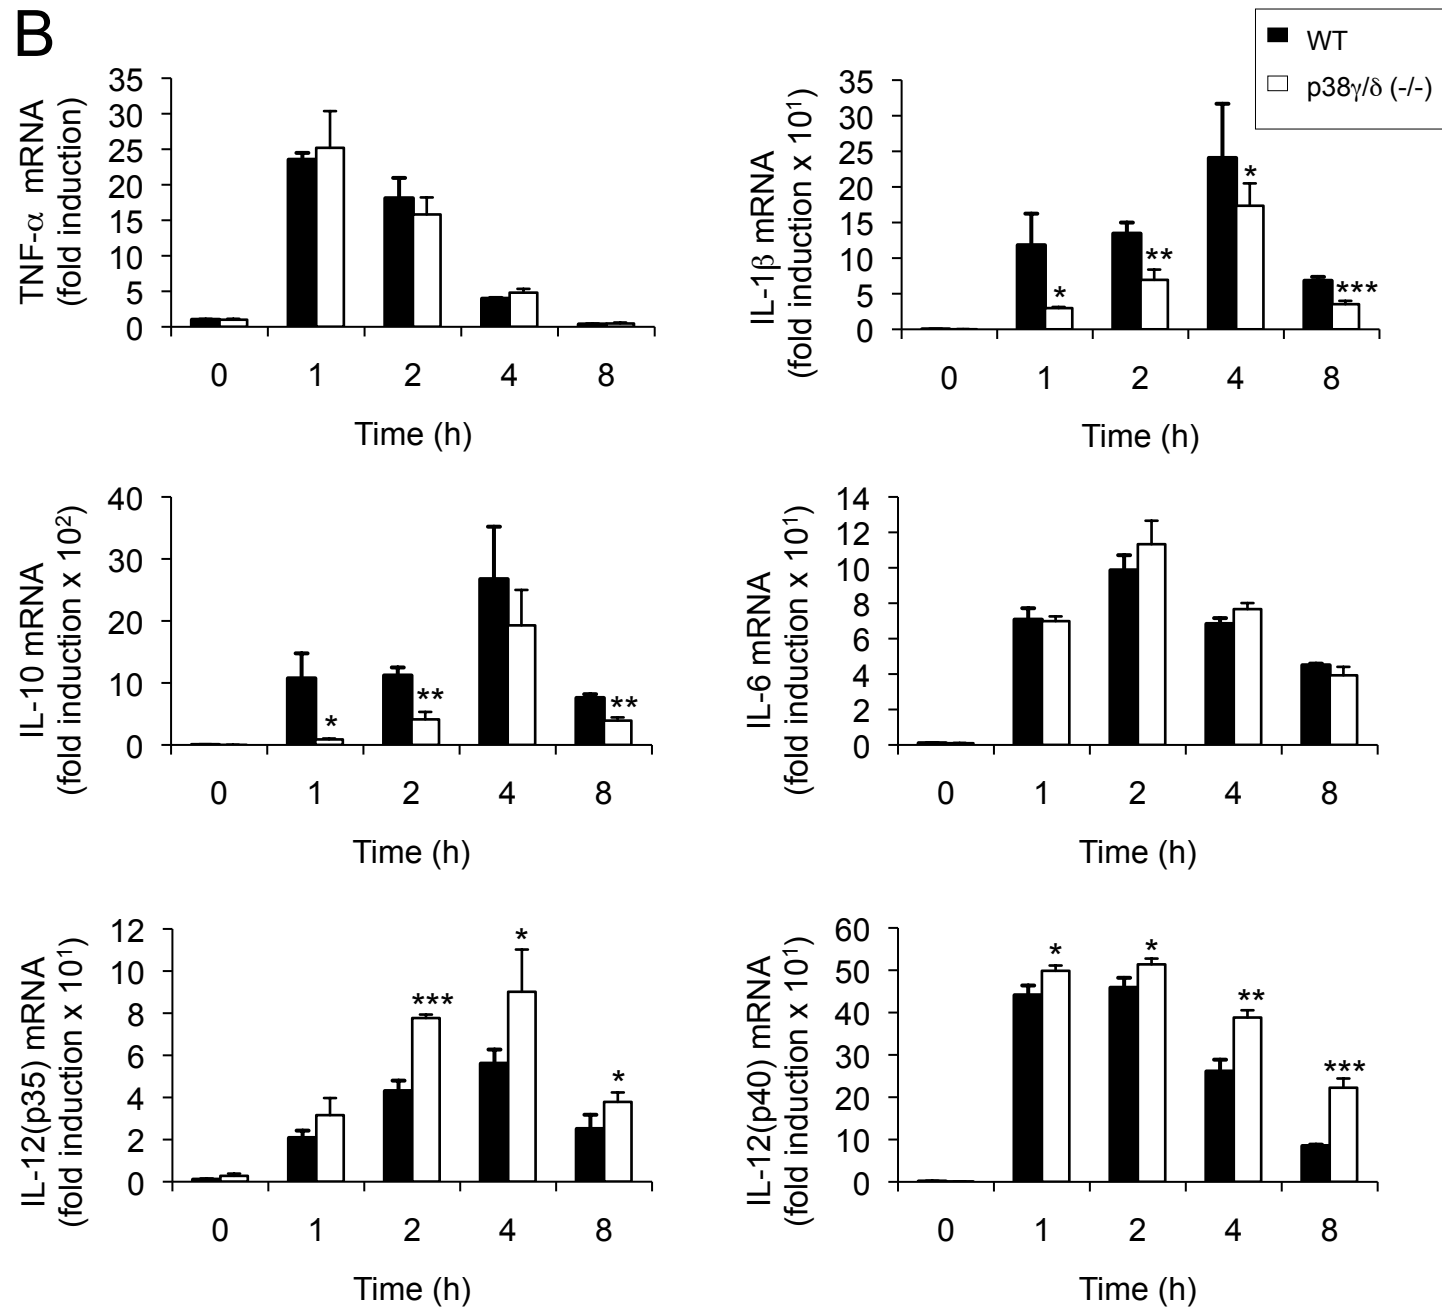 B
WT
p38γ/δ (-/-)
TNF-α mRNA
(fold induction)
35
30
25
20
15
10
5
0
0 1 2 4 8
Time (h)
IL-1β mRNA
(fold induction x 10¹)
35
30
25
20
15
10
5
0
*
**
*
***
0 1 2 4 8
Time (h)
IL-10 mRNA
(fold induction x 10²)
40
30
20
10
0
*
**
**
0 1 2 4 8
Time (h)
IL-6 mRNA
(fold induction x 10¹)
14
12
10
8
6
4
2
0
0 1 2 4 8
Time (h)
IL-12(p35) mRNA
(fold induction x 10¹)
12
10
8
6
4
2
0
***
*
*
0 1 2 4 8
Time (h)
IL-12(p40) mRNA
(fold induction x 10¹)
60
50
40
30
20
10
0
*
*
**
***
0 1 2 4 8
Time (h)